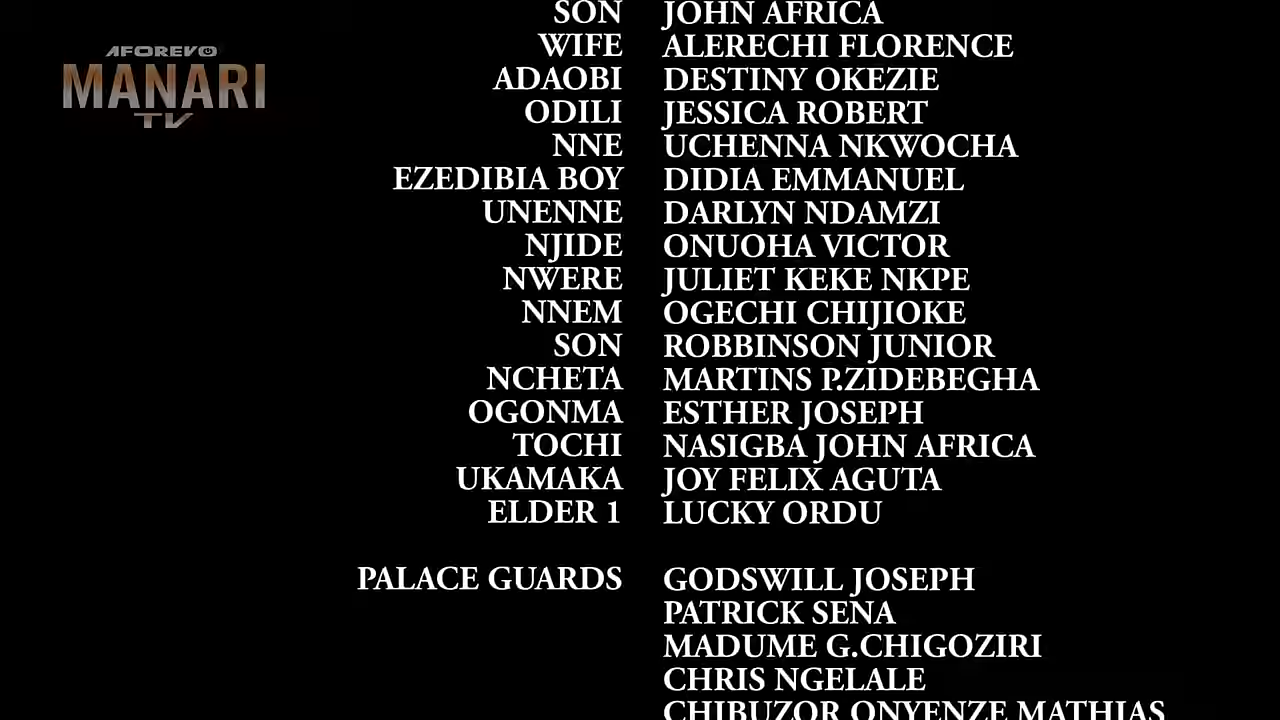 AFOREVO
MANARI
TV
SON JOHN AFRICA
WIFE ALERECHI FLORENCE
ADAOBI DESTINY OKEZIE
ODILI JESSICA ROBERT
NNE UCHENNA NKWOCHA
EZEDIBIA BOY DIDIA EMMANUEL
UNENNE DARLYN NDAMZI
NJIDE ONUOHA VICTOR
NWERE JULIET KEKE NKPE
NNEM OGECHI CHIJIOKE
SON ROBBINSON JUNIOR
NCHETA MARTINS P.ZIDEBEGHA
OGONMA ESTHER JOSEPH
TOCHI NASIGBA JOHN AFRICA
UKAMAKA JOY FELIX AGUTA
ELDER 1 LUCKY ORDU
PALACE GUARDS GODSWILL JOSEPH
PATRICK SENA
MADUME G.CHIGOZIRI
CHRIS NGELALE
CHIBUZOR ONYENZE MATHIAS